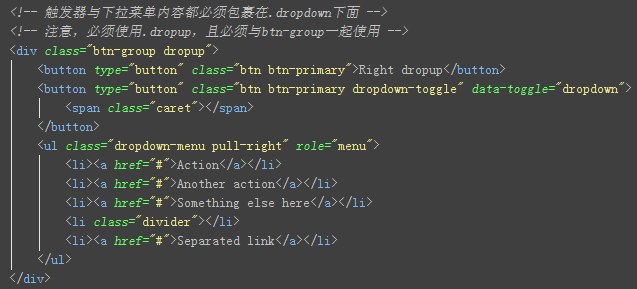 <!-- 触发器与下拉菜单内容都必须包裹在.dropdown下面 -->
<!-- 注意，必须使用.dropup，且必须与btn-group一起使用 -->
<div class="btn-group dropup">
    <button type="button" class="btn btn-primary">Right dropup</button>
    <button type="button" class="btn btn-primary dropdown-toggle" data-toggle="dropdown">
        <span class="caret"></span>
    </button>
    <ul class="dropdown-menu pull-right" role="menu">
        <li><a href="#">Action</a></li>
        <li><a href="#">Another action</a></li>
        <li><a href="#">Something else here</a></li>
        <li class="divider"></li>
        <li><a href="#">Separated link</a></li>
    </ul>
</div>